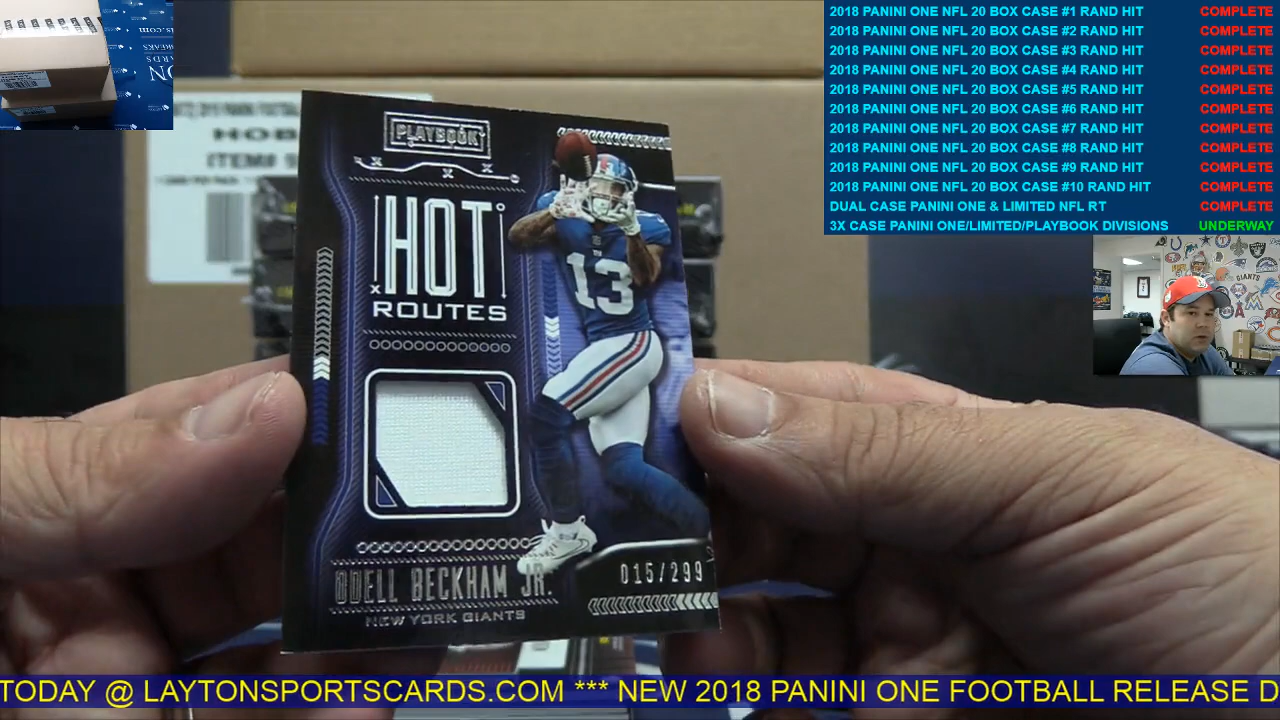 2018 PANINI ONE NFL 20 BOX CASE #1 RAND HIT COMPLETE
2018 PANINI ONE NFL 20 BOX CASE #2 RAND HIT COMPLETE
2018 PANINI ONE NFL 20 BOX CASE #3 RAND HIT COMPLETE
2018 PANINI ONE NFL 20 BOX CASE #4 RAND HIT COMPLETE
2018 PANINI ONE NFL 20 BOX CASE #5 RAND HIT COMPLETE
2018 PANINI ONE NFL 20 BOX CASE #6 RAND HIT COMPLETE
2018 PANINI ONE NFL 20 BOX CASE #7 RAND HIT COMPLETE
2018 PANINI ONE NFL 20 BOX CASE #8 RAND HIT COMPLETE
2018 PANINI ONE NFL 20 BOX CASE #9 RAND HIT COMPLETE
2018 PANINI ONE NFL 20 BOX CASE #10 RAND HIT COMPLETE
DUAL CASE PANINI ONE & LIMITED NFL RT COMPLETE
3X CASE PANINI ONE/LIMITED/PLAYBOOK DIVISIONS UNDERWAY
PLAYBOOK
HOT
ROUTES
13
ODELL BECKHAM JR.
NEW YORK GIANTS
015/299
HOB
ITEM#
GIANTS
TODAY @ LAYTONSPORTSCARDS.COM *** NEW 2018 PANINI ONE FOOTBALL RELEASE D